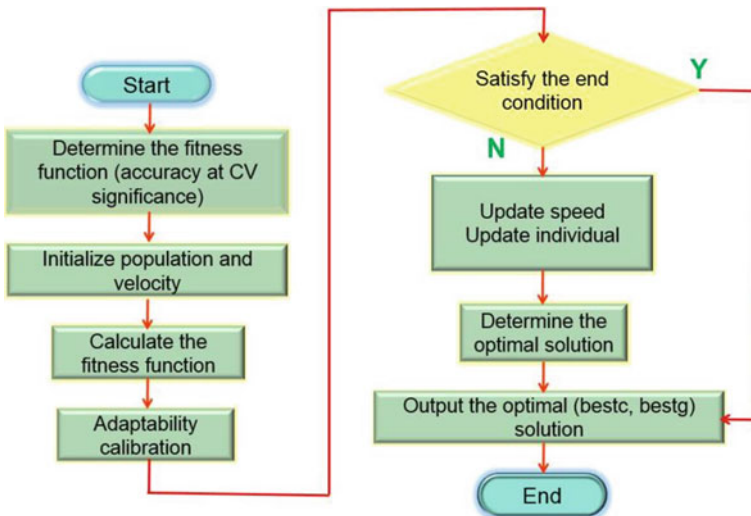 Start
Determine the fitness
function (accuracy at CV
significance)
Initialize population and
velocity
Calculate the
fitness function
Adaptability
calibration
Satisfy the end
condition
Y
N
Update speed
Update individual
Determine the
optimal solution
Output the optimal (bestc, bestg)
solution
End